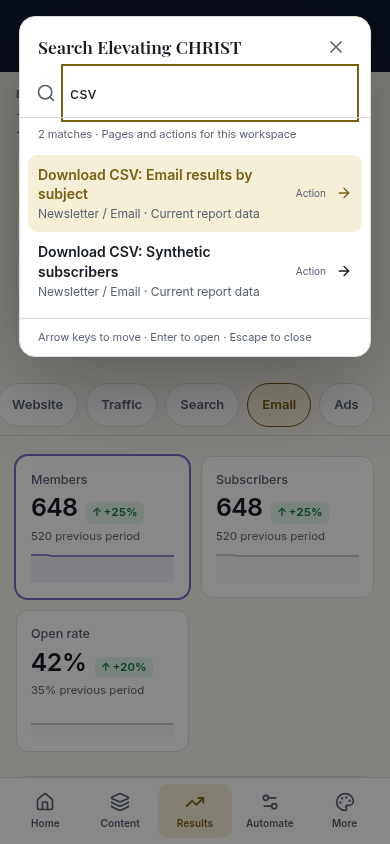 Search Elevating CHRIST
csv
2 matches · Pages and actions for this workspace
Download CSV: Email results by
subject
Newsletter / Email · Current report data
Action
Download CSV: Synthetic
subscribers
Newsletter / Email · Current report data
Action
Arrow keys to move · Enter to open · Escape to close
Website
Traffic
Search
Email
Ads
Members
648
↑ +25%
520 previous period
Subscribers
648
↑ +25%
520 previous period
Open rate
42%
↑ +20%
35% previous period
Home
Content
Results
Automate
More